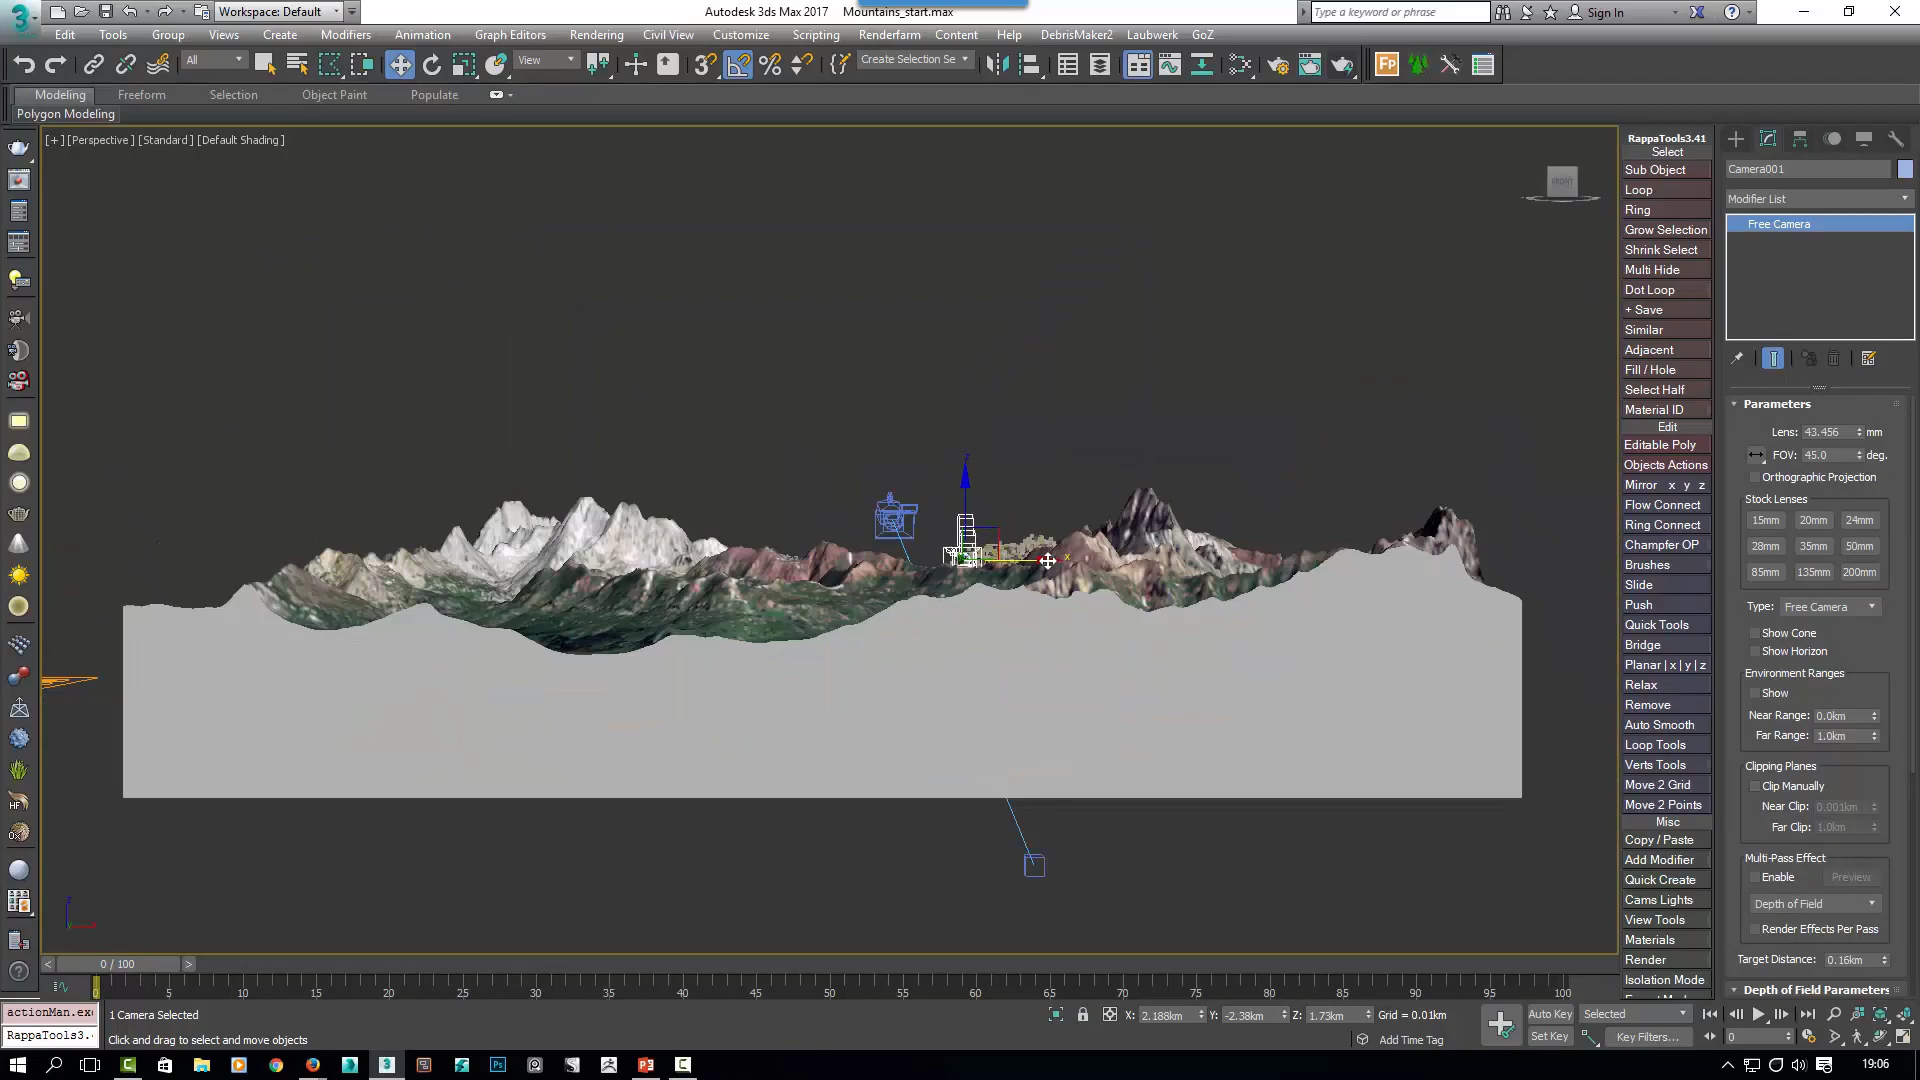 Workspace: Default
Autodesk 3ds Max 2017    Mountains_start.max
Type a keyword or phrase
Sign In
Edit Tools Group Views Create Modifiers Animation Graph Editors Rendering Civil View Customize Scripting Renderfarm Content Help DebrisMaker2 Laubwerk GoZ
All
View
Create Selection Se
Modeling Freeform Selection Object Paint Populate
Polygon Modeling
[+] [Perspective] [Standard] [Default Shading]
FRONT
z
x
RappaTools3.41
Select
Sub Object
Loop
Ring
Grow Selection
Shrink Select
Multi Hide
Dot Loop
+ Save
Similar
Adjacent
Fill / Hole
Select Half
Material ID
Edit
Editable Poly
Objects Actions
Mirror x y z
Flow Connect
Ring Connect
Champfer OP
Brushes
Slide
Push
Quick Tools
Bridge
Planar | x | y | z
Relax
Remove
Auto Smooth
Loop Tools
Verts Tools
Move 2 Grid
Move 2 Points
Misc
Copy / Paste
Add Modifier
Quick Create
Cams Lights
View Tools
Materials
Render
Isolation Mode
Camera001
Modifier List
Free Camera
Parameters
Lens: 43.456 mm
FOV: 45.0 deg.
Orthographic Projection
Stock Lenses
15mm 20mm 24mm
28mm 35mm 50mm
85mm 135mm 200mm
Type: Free Camera
Show Cone
Show Horizon
Environment Ranges
Show
Near Range: 0.0km
Far Range: 1.0km
Clipping Planes
Clip Manually
Near Clip: 0.001km
Far Clip: 1.0km
Multi-Pass Effect
Enable Preview
Depth of Field
Render Effects Per Pass
Target Distance: 0.16km
Depth of Field Parameters
< 0 / 100 >
0 5 10 15 20 25 30 35 40 45 50 55 60 65 70 75 80 85 90 95 100
actionMan.exe
RappaTools3.
1 Camera Selected
Click and drag to select and move objects
X: 2.188km Y: -2.38km Z: 1.73km Grid = 0.01km
Add Time Tag
Auto Key Selected
Set Key Key Filters...
0
19:06